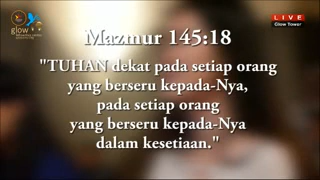 glow
LIVE
Glow Tower
Mazmur 145:18
"TUHAN dekat pada setiap orang
yang berseru kepada-Nya,
pada setiap orang
yang berseru kepada-Nya
dalam kesetiaan."